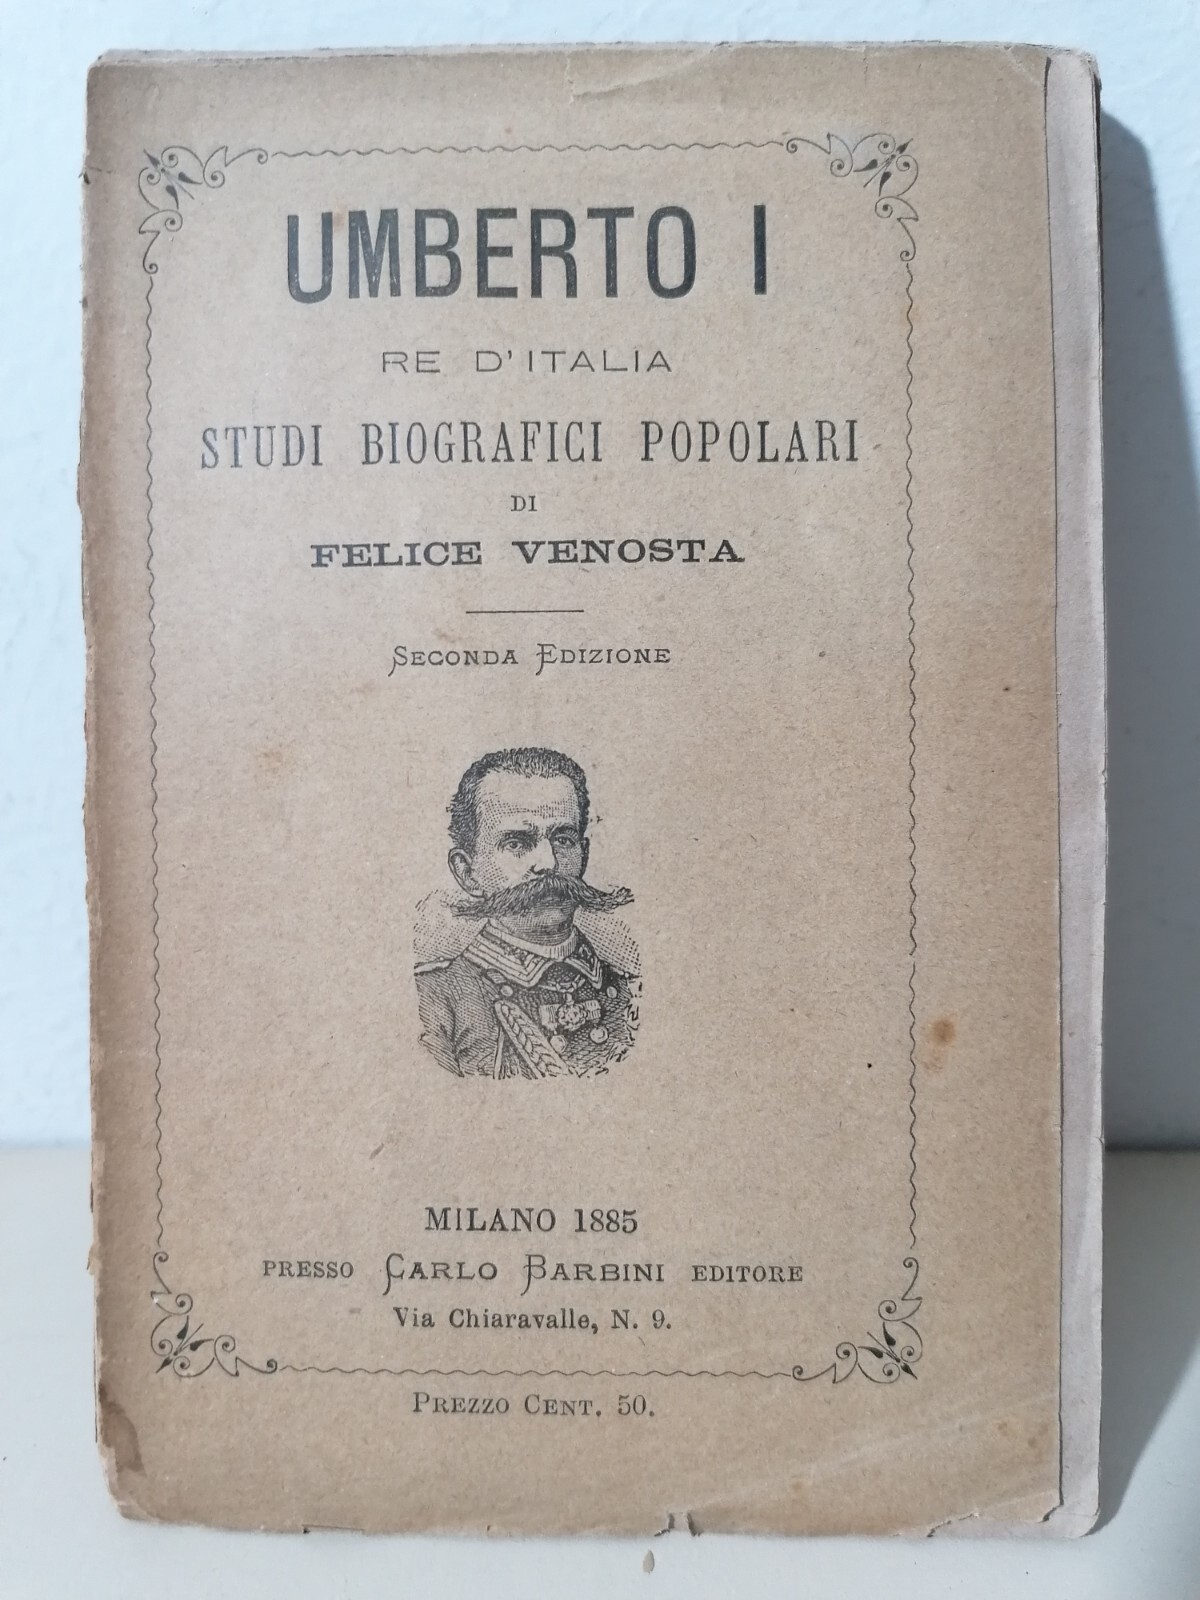 UMBERTO I
RE D'ITALIA
STUDI BIOGRAFICI POPOLARI
DI
FELICE VENOSTA
SECONDA EDIZIONE
MILANO 1885
PRESSO CARLO BARBINI EDITORE
Via Chiaravalle, N. 9.
PREZZO CENT. 50.